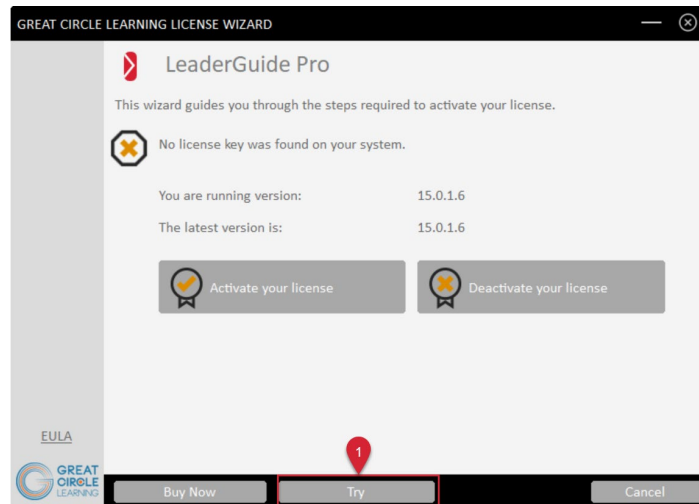 GREAT CIRCLE LEARNING LICENSE WIZARD
LeaderGuide Pro
This wizard guides you through the steps required to activate your license.
No license key was found on your system.
You are running version: 15.0.1.6
The latest version is: 15.0.1.6
Activate your license Deactivate your license
EULA
1
GREAT
CIRCLE
LEARNING
Buy Now Try Cancel